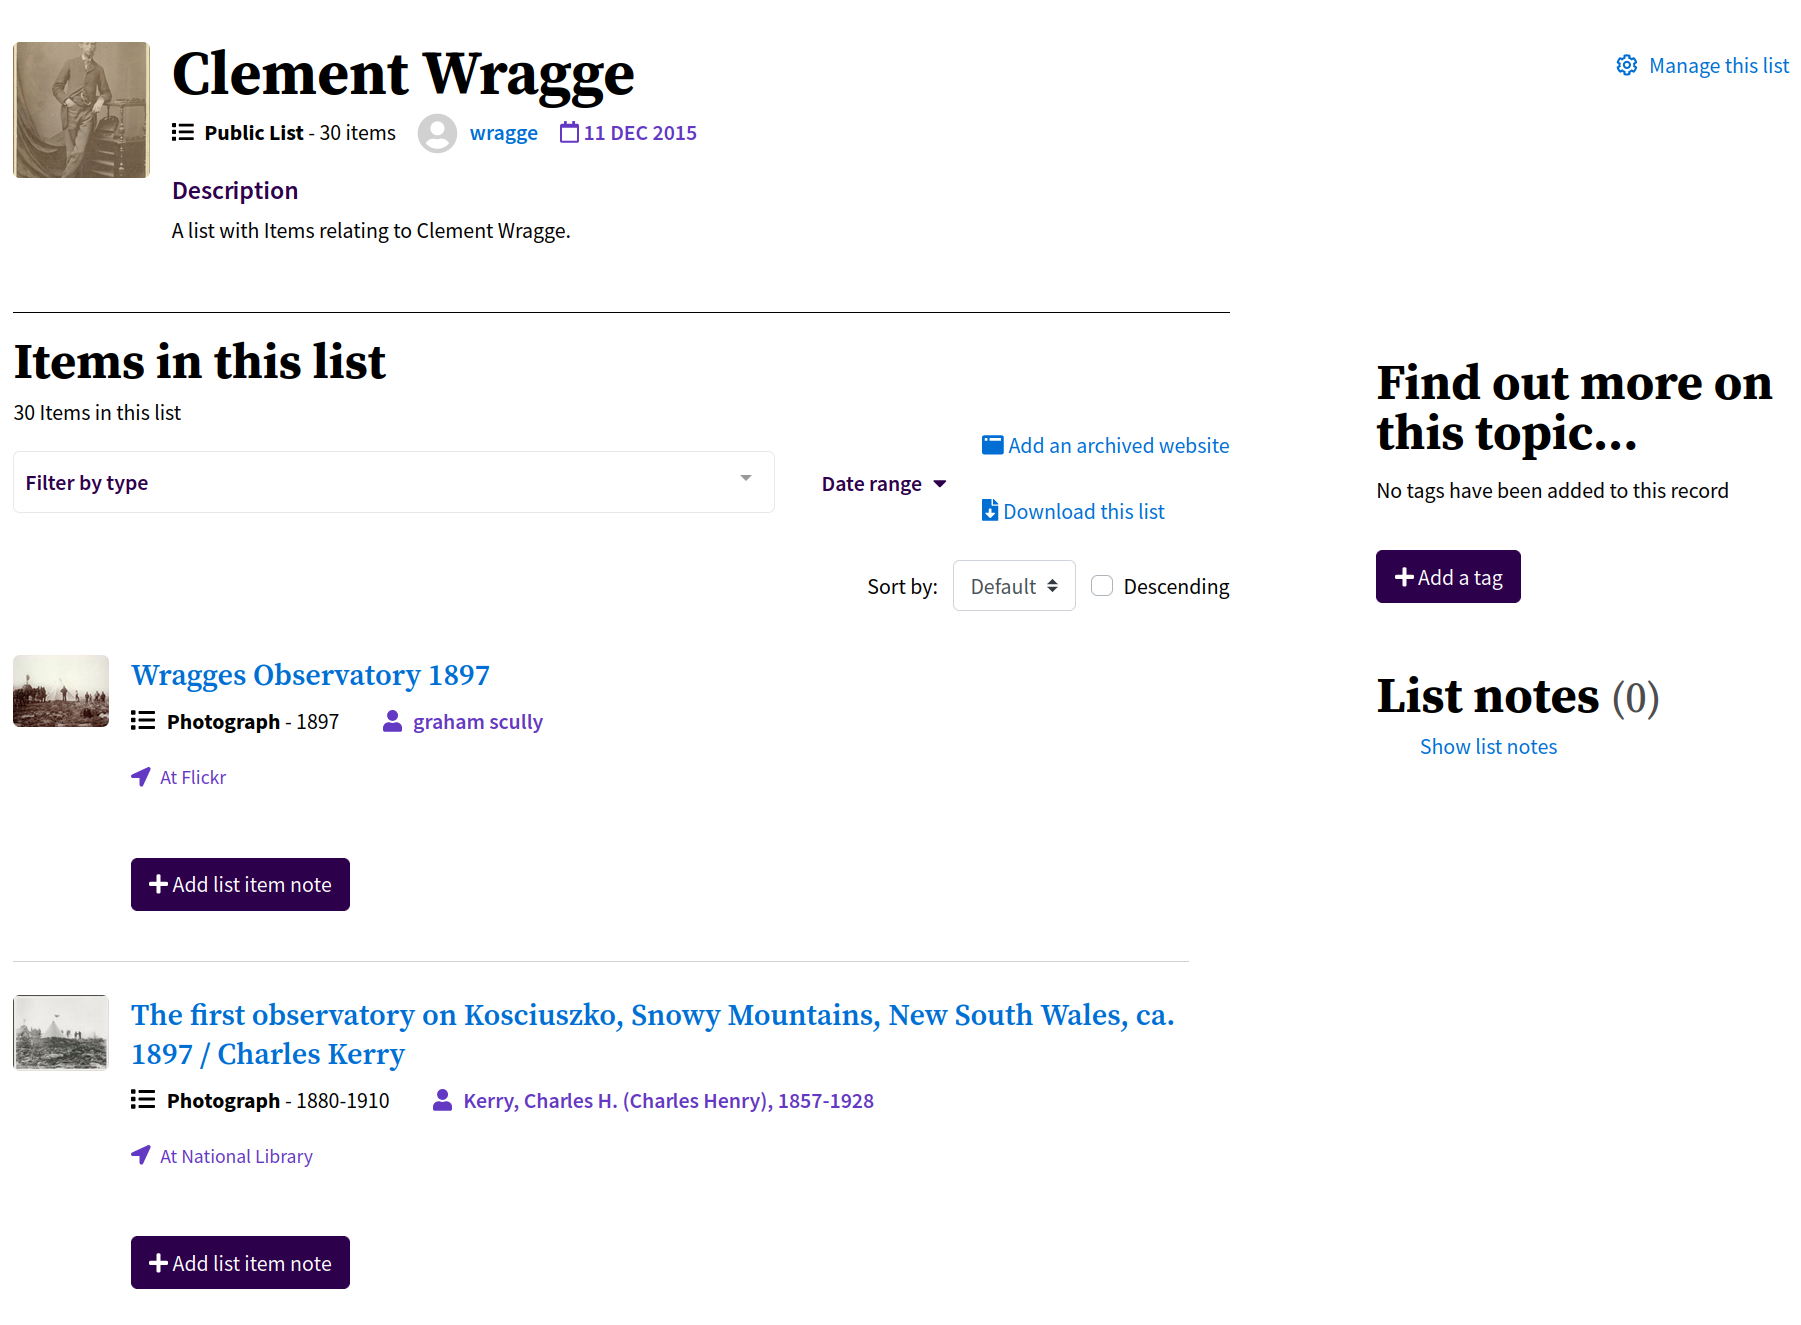 Clement Wragge
Manage this list
Public List - 30 items wragge 11 DEC 2015
Description
A list with Items relating to Clement Wragge.
Items in this list
30 Items in this list
Filter by type
Date range
Add an archived website
Download this list
Sort by: Default Descending
Wragges Observatory 1897
Photograph - 1897 graham scully
At Flickr
Add list item note
The first observatory on Kosciuszko, Snowy Mountains, New South Wales, ca.
1897 / Charles Kerry
Photograph - 1880-1910 Kerry, Charles H. (Charles Henry), 1857-1928
At National Library
Add list item note
Find out more on
this topic...
No tags have been added to this record
Add a tag
List notes (0)
Show list notes